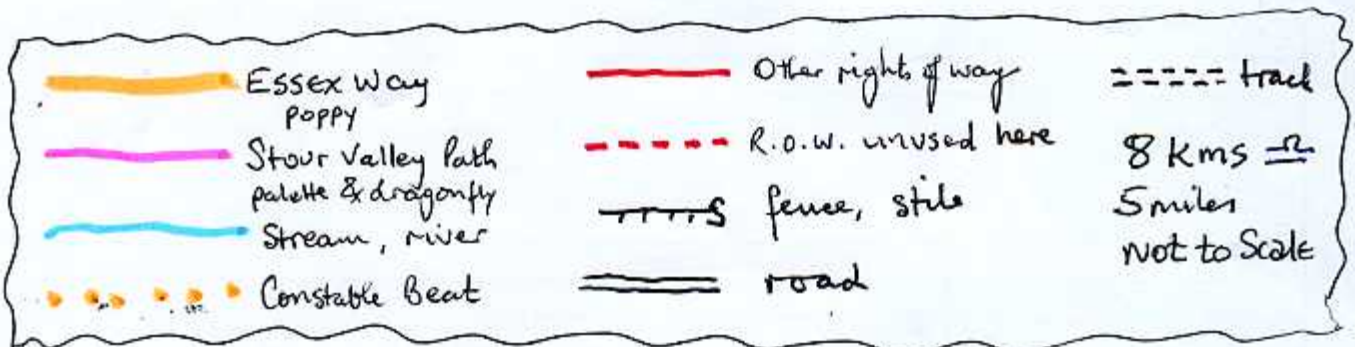 Essex Way
poppy
Stour Valley Path
palette & dragonfly
Stream, river
Constable Beat
Other rights of way
R.O.W. unused here
fence, stile
road
track
8 kms ≏
5 miles
not to Scale